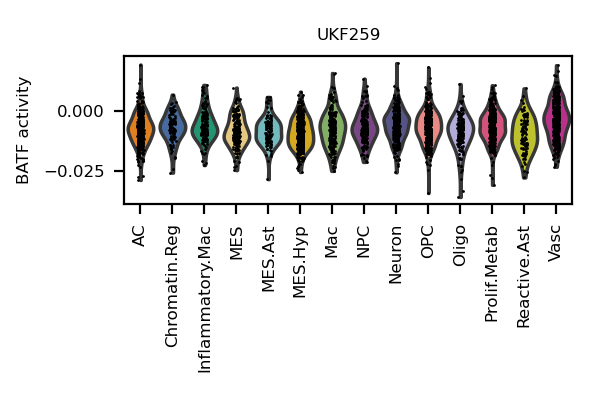 UKF259
BATF activity
0.000
−0.025
AC
Chromatin.Reg
Inflammatory.Mac
MES
MES.Ast
MES.Hyp
Mac
NPC
Neuron
OPC
Oligo
Prolif.Metab
Reactive.Ast
Vasc